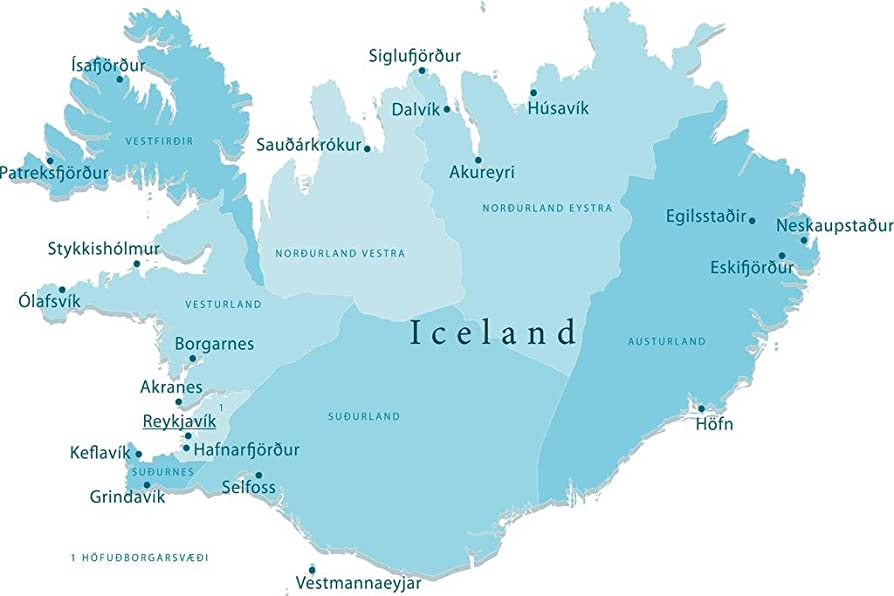 Siglufjörður
Ísafjörður
Dalvík
Húsavík
VESTFIRÐIR
Sauðárkrókur
Akureyri
Patreksfjörður
NORÐURLAND EYSTRA
Egilsstaðir
Neskaupstaður
Stykkishólmur
NORÐURLAND VESTRA
Eskifjörður
Ólafsvík
VESTURLAND
Iceland
Borgarnes
AUSTURLAND
Akranes
1
SUÐURLAND
Reykjavík
Höfn
Keflavík
Hafnarfjörður
SUÐURNES
Selfoss
Grindavík
1 HÖFUÐBORGARSVÆÐI
Vestmannaeyjar